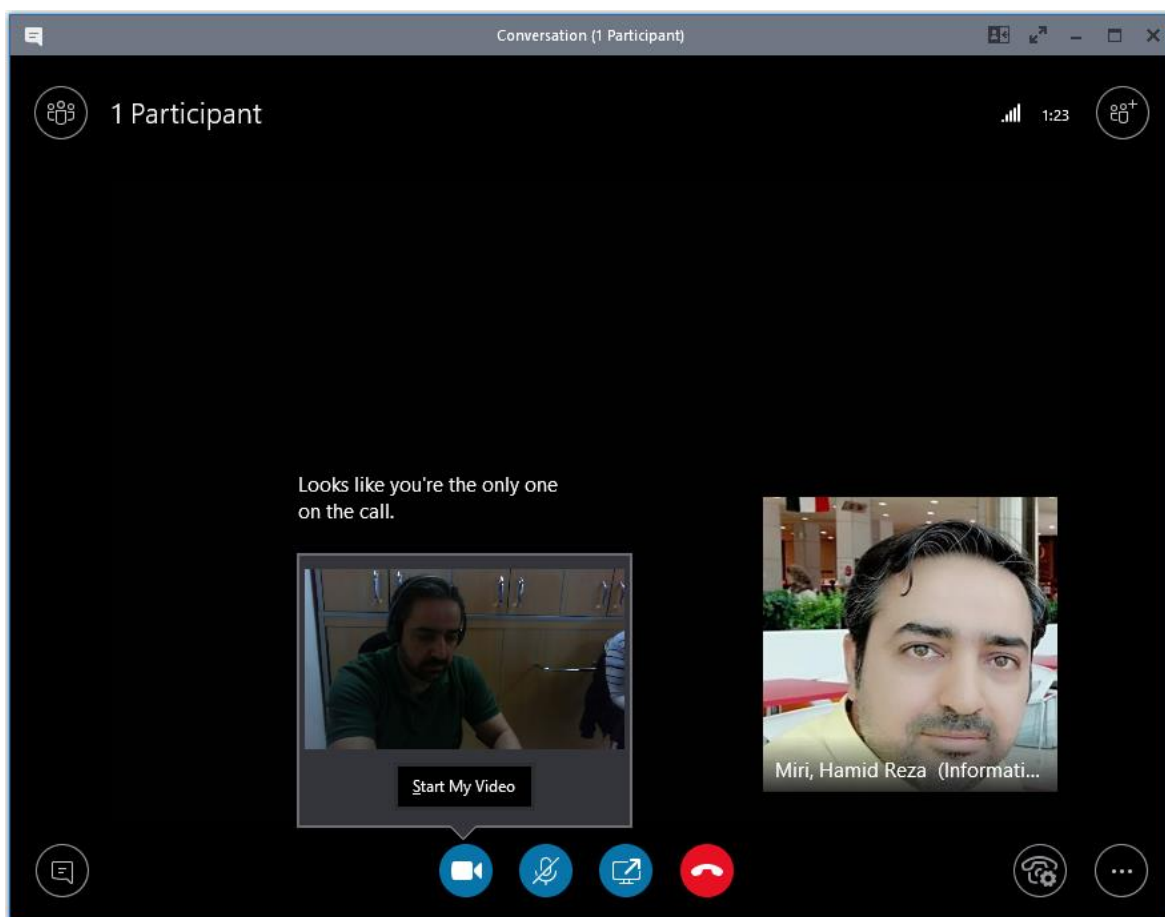 Conversation (1 Participant)
1 Participant
1:23
Looks like you're the only one
on the call.
Start My Video
Miri, Hamid Reza  (Informati...